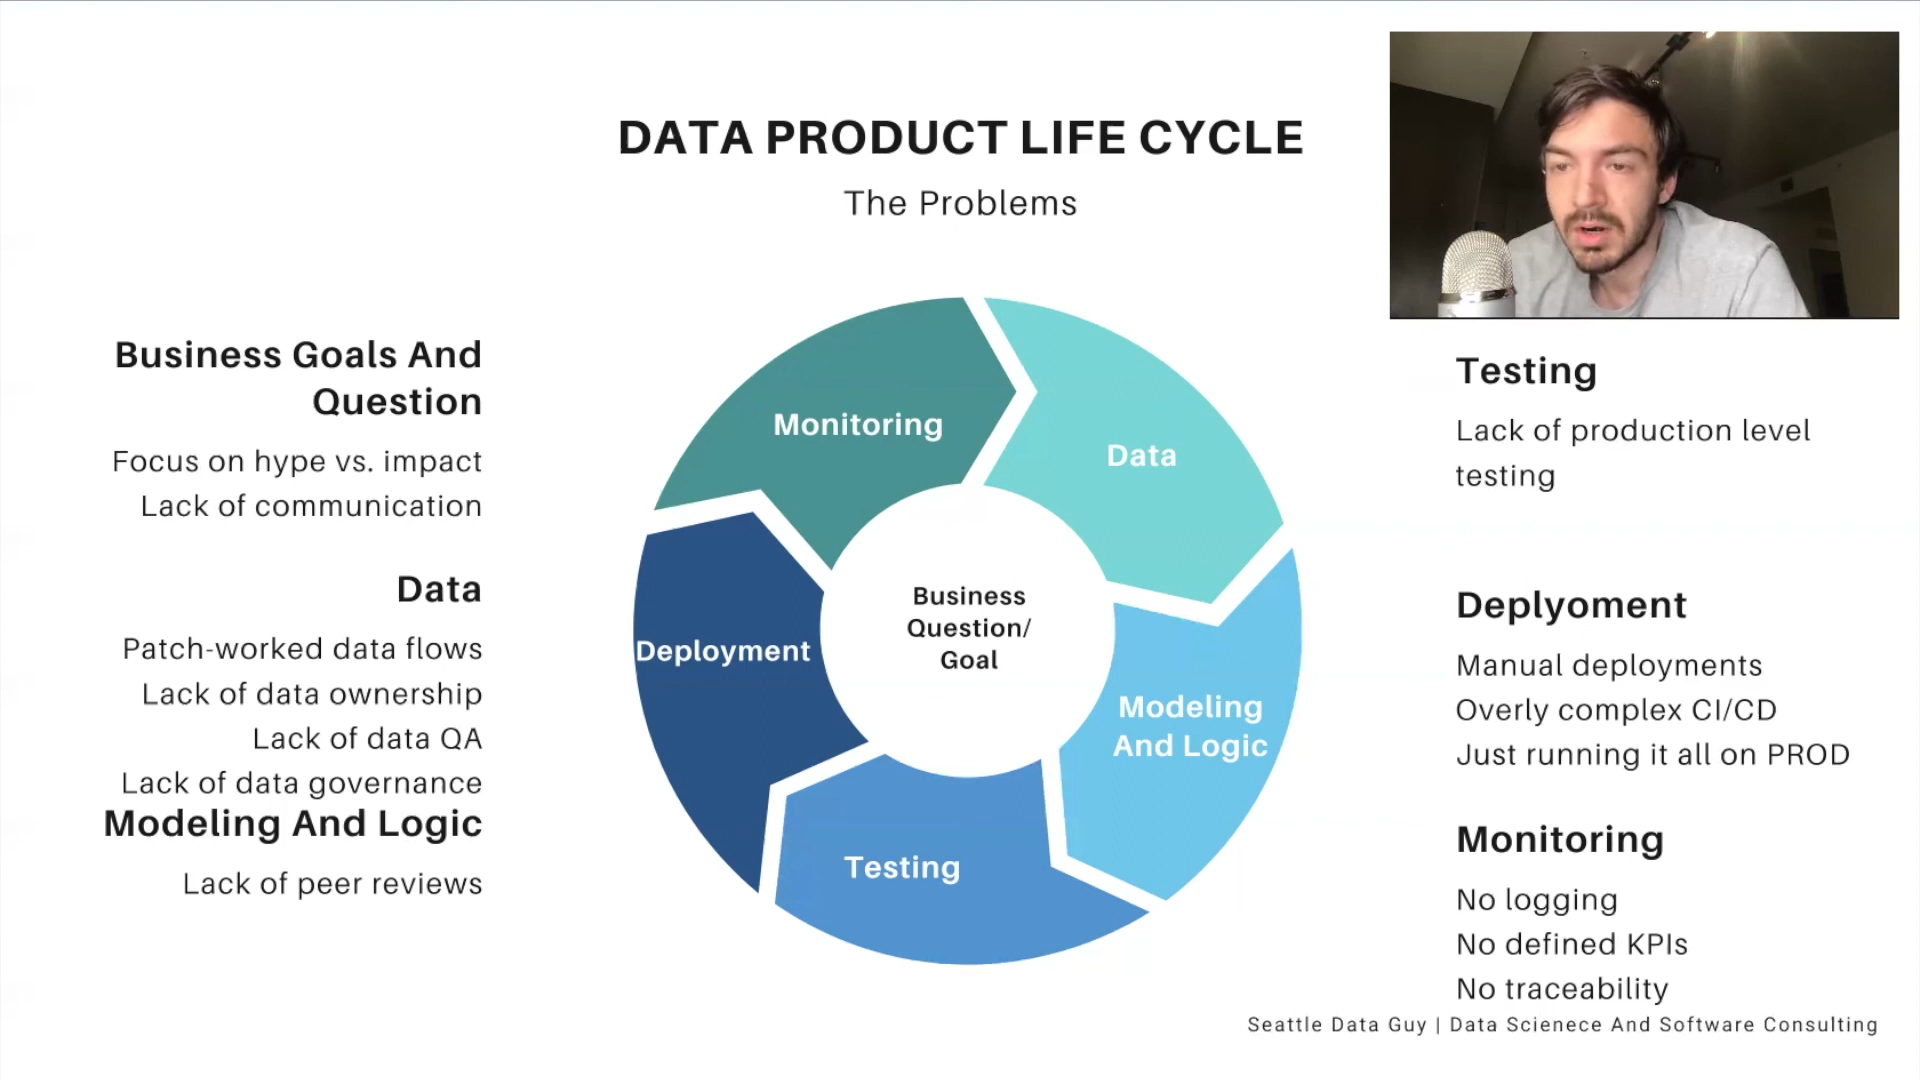 DATA PRODUCT LIFE CYCLE
The Problems
Business Goals And
Question
Focus on hype vs. impact
Lack of communication
Data
Patch-worked data flows
Lack of data ownership
Lack of data QA
Lack of data governance
Modeling And Logic
Lack of peer reviews
Monitoring
Data
Deployment
Business
Question/
Goal
Modeling
And Logic
Testing
Testing
Lack of production level
testing
Deplyoment
Manual deployments
Overly complex CI/CD
Just running it all on PROD
Monitoring
No logging
No defined KPIs
No traceability
Seattle Data Guy | Data Scienece And Software Consulting